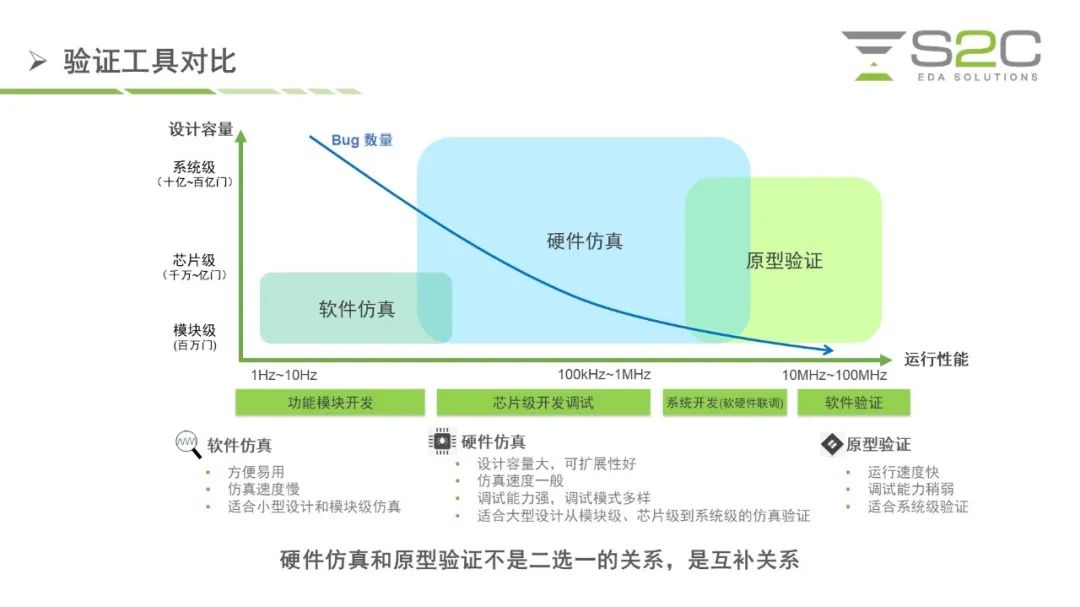 验证工具对比
S2C
EDA SOLUTIONS
设计容量
Bug 数量
系统级
（十亿~百亿门）
硬件仿真
原型验证
芯片级
（千万~亿门）
软件仿真
模块级
(百万门)
运行性能
1Hz~10Hz
100kHz~1MHz
10MHz~100MHz
功能模块开发
芯片级开发调试
系统开发(软硬件联调)
软件验证
软件仿真
• 方便易用
• 仿真速度慢
• 适合小型设计和模块级仿真
硬件仿真
• 设计容量大，可扩展性好
• 仿真速度一般
• 调试能力强，调试模式多样
• 适合大型设计从模块级、芯片级到系统级的仿真验证
原型验证
• 运行速度快
• 调试能力稍弱
• 适合系统级验证
硬件仿真和原型验证不是二选一的关系，是互补关系